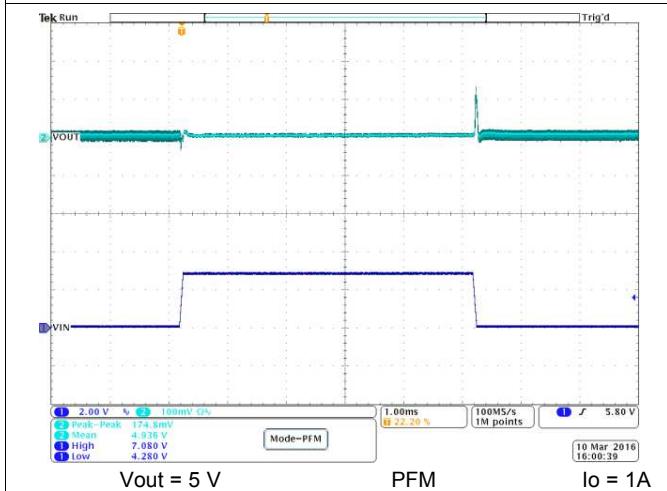 Tek Run Trig'd
T
2 VOUT
1 VIN
1 2.00 V 2 100mV 1.00ms 100MS/s 1 5.80 V
T 22.20 % 1M points
2 Peak-Peak 174.8mV
2 Mean 4.936 V
1 High 7.080 V
1 Low 4.280 V
Mode-PFM
10 Mar 2016
16:00:39
Vout = 5 V PFM Io = 1A